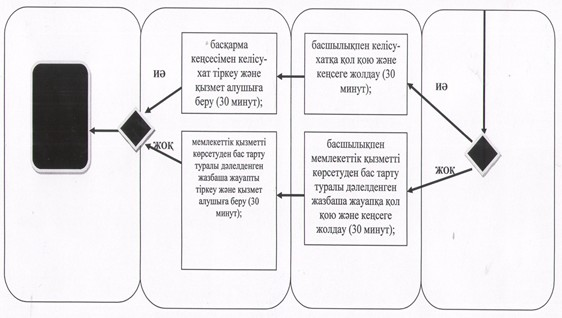 басқарма
кеңсесімен келісу-
хат тіркеу және
қызмет алушыға
беру (30 минут);
басшылықпен келісу-
хатқа қол қою және
кеңсеге жолдау (30
минут);
иә
иә
жоқ
мемлекеттік қызметті
көрсетуден бас тарту
туралы дәлелденген
жазбаша жауапты
тіркеу және қызмет
алушыға беру (30
минут);
басшылықпен
мемлекеттік қызметті
көрсетуден бас тарту
туралы дәлелденген
жазбаша жауапқа қол
қою және кеңсеге
жолдау (30 минут);
жоқ